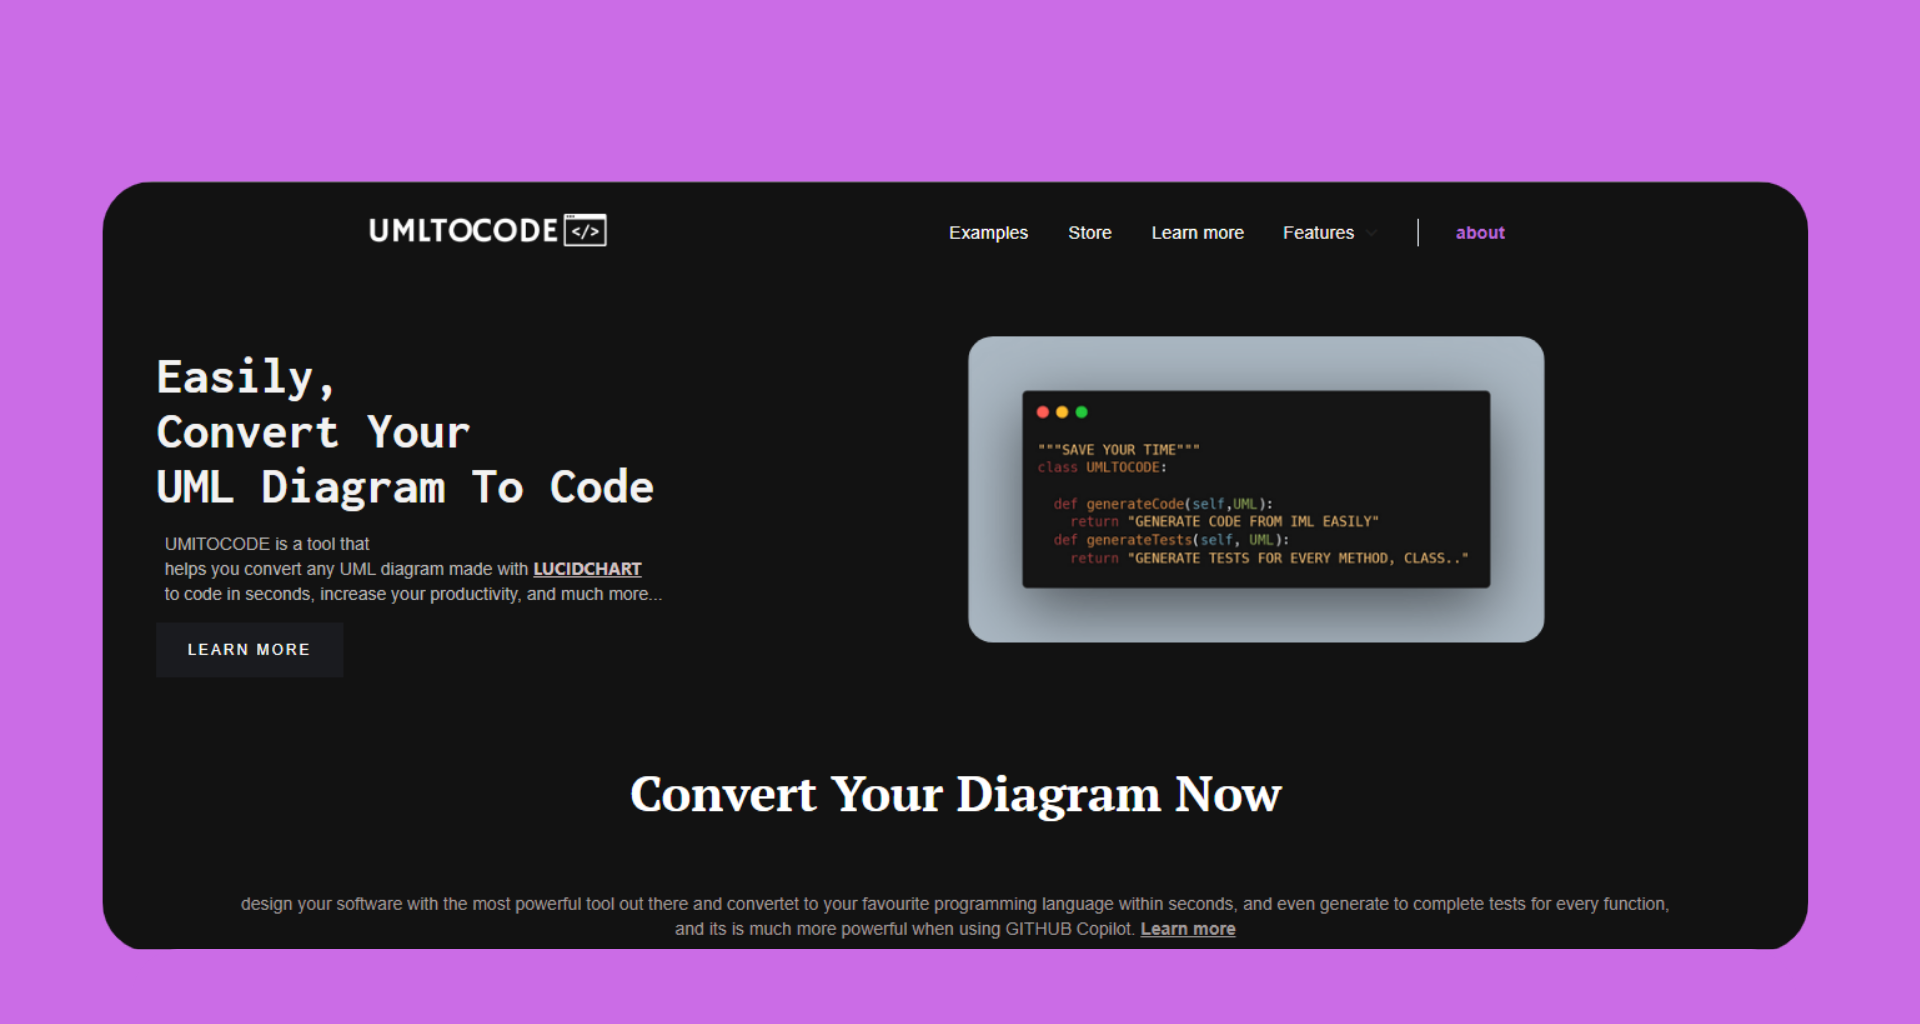 UMLTOCODE </>
Examples Store Learn more Features about
Easily,
Convert Your
UML Diagram To Code
UMITOCODE is a tool that
helps you convert any UML diagram made with LUCIDCHART
to code in seconds, increase your productivity, and much more...
LEARN MORE
"""SAVE YOUR TIME"""
class UMLTOCODE:
def generateCode(self,UML):
return "GENERATE CODE FROM IML EASILY"
def generateTests(self, UML):
return "GENERATE TESTS FOR EVERY METHOD, CLASS.."
Convert Your Diagram Now
design your software with the most powerful tool out there and convertet to your favourite programming language within seconds, and even generate to complete tests for every function,
and its is much more powerful when using GITHUB Copilot. Learn more